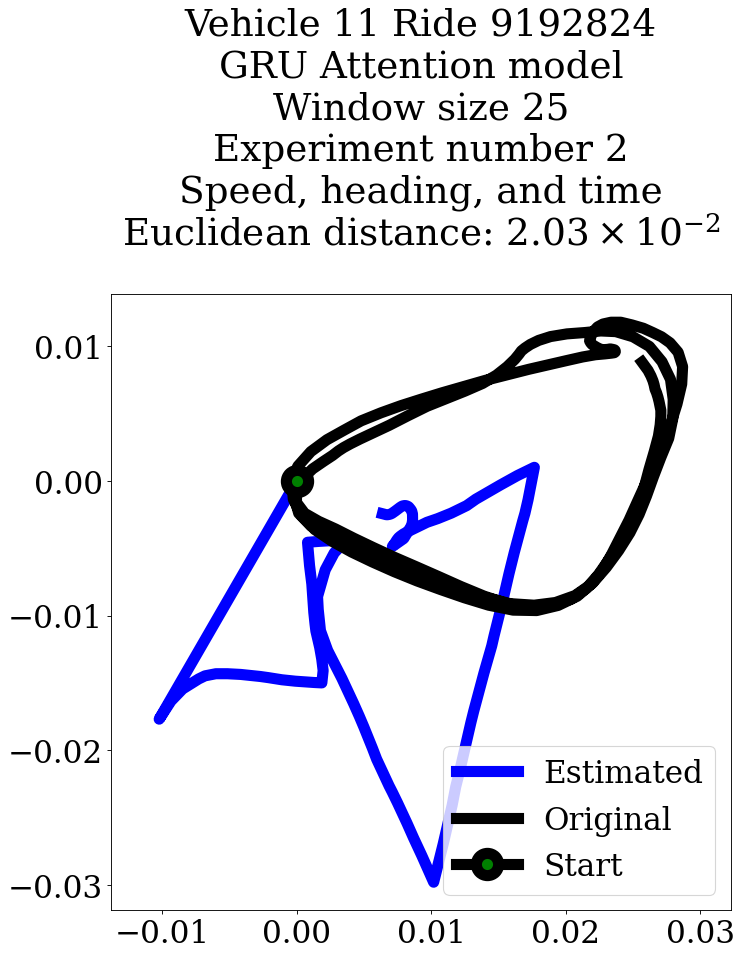 Vehicle 11 Ride 9192824
GRU Attention model
Window size 25
Experiment number 2
Speed, heading, and time
Euclidean distance: 2.03 × 10⁻²
0.01
0.00
−0.01
−0.02
−0.03
−0.01 0.00 0.01 0.02 0.03
Estimated
Original
Start